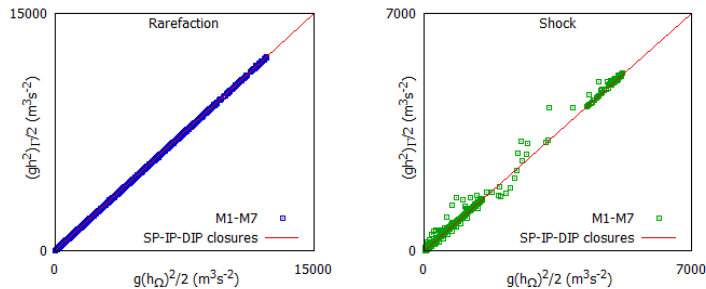 15000
Rarefaction
(gh²)Γ/2 (m³s⁻²)
M1-M7
SP-IP-DIP closures
0
0
15000
g(hΩ)²/2 (m³s⁻²)
7000
Shock
(gh²)Γ/2 (m³s⁻²)
M1-M7
SP-IP-DIP closures
0
0
7000
g(hΩ)²/2 (m³s⁻²)